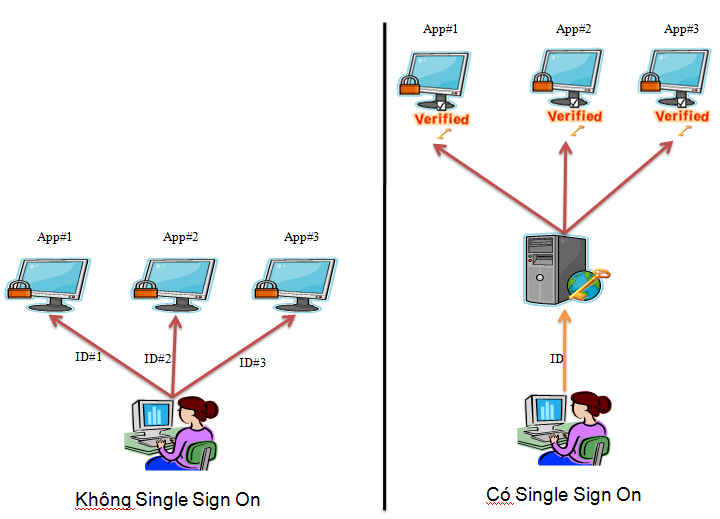 App#1
App#2
App#3
ID#1
ID#2
ID#3
Không Single Sign On
App#1
App#2
App#3
Verified
Verified
Verified
ID
Có Single Sign On